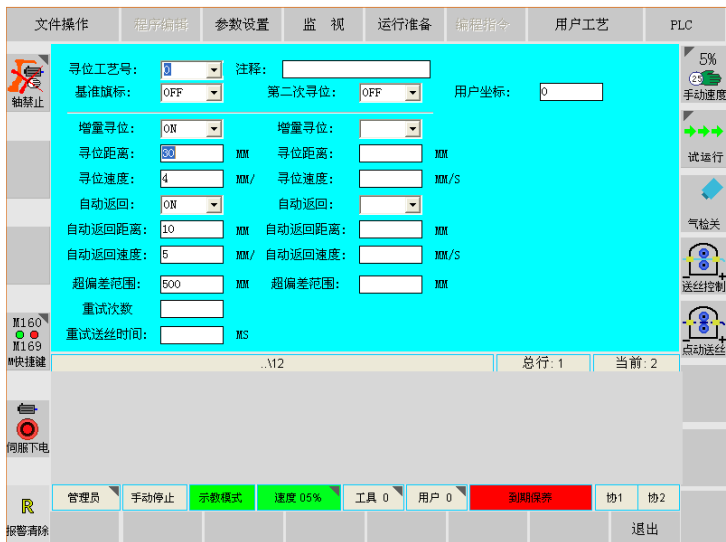 文件操作 程序编辑 参数设置 监 视 运行准备 编程指令 用户工艺 PLC
寻位工艺号: 0 注释:
基准旗标: OFF 第二次寻位: OFF 用户坐标: 0
增量寻位: ON 增量寻位:
寻位距离: 30 MM 寻位距离: MM
寻位速度: 4 MM/ 寻位速度: MM/S
自动返回: ON 自动返回:
自动返回距离: 10 MM 自动返回距离: MM
自动返回速度: 5 MM/ 自动返回速度: MM/S
超偏差范围: 500 MM 超偏差范围: MM
重试次数
重试送丝时间: MS
轴禁止
M160
M169
M快捷键
伺服下电
R
报警清除
5%
25
手动速度
试运行
气检关
送丝控制
点动送丝
..\12 总行: 1 当前: 2
管理员 手动停止 示教模式 速度 05% 工具 0 用户 0 到期保养 协1 协2
退出